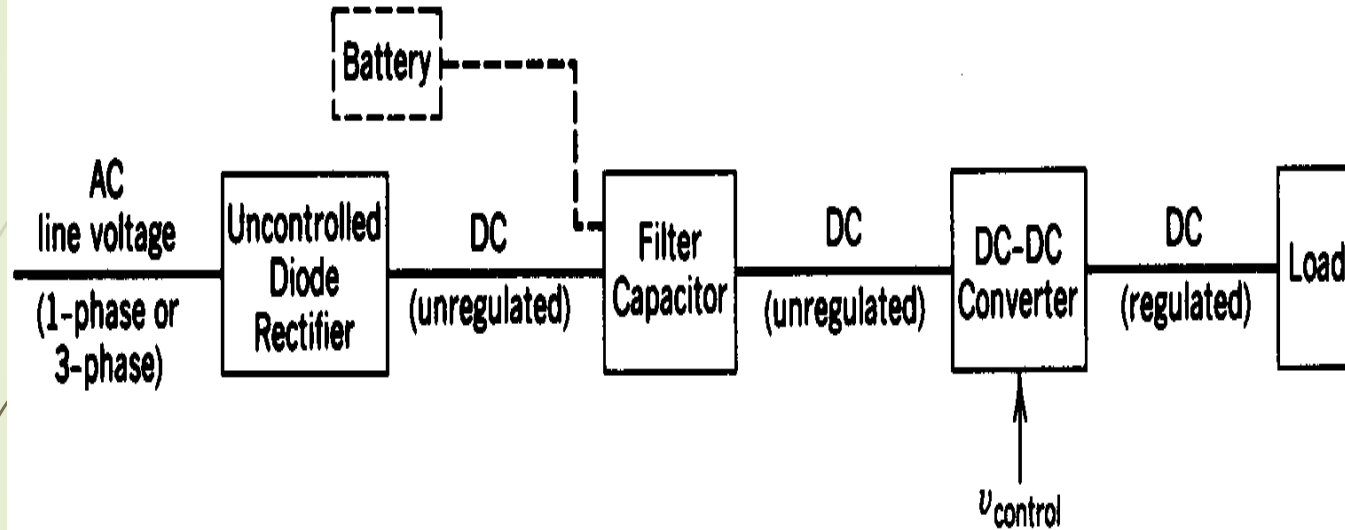 Battery
AC
line voltage
(1-phase or
3-phase)
Uncontrolled
Diode
Rectifier
DC
(unregulated)
Filter
Capacitor
DC
(unregulated)
DC-DC
Converter
DC
(regulated)
Load
vcontrol